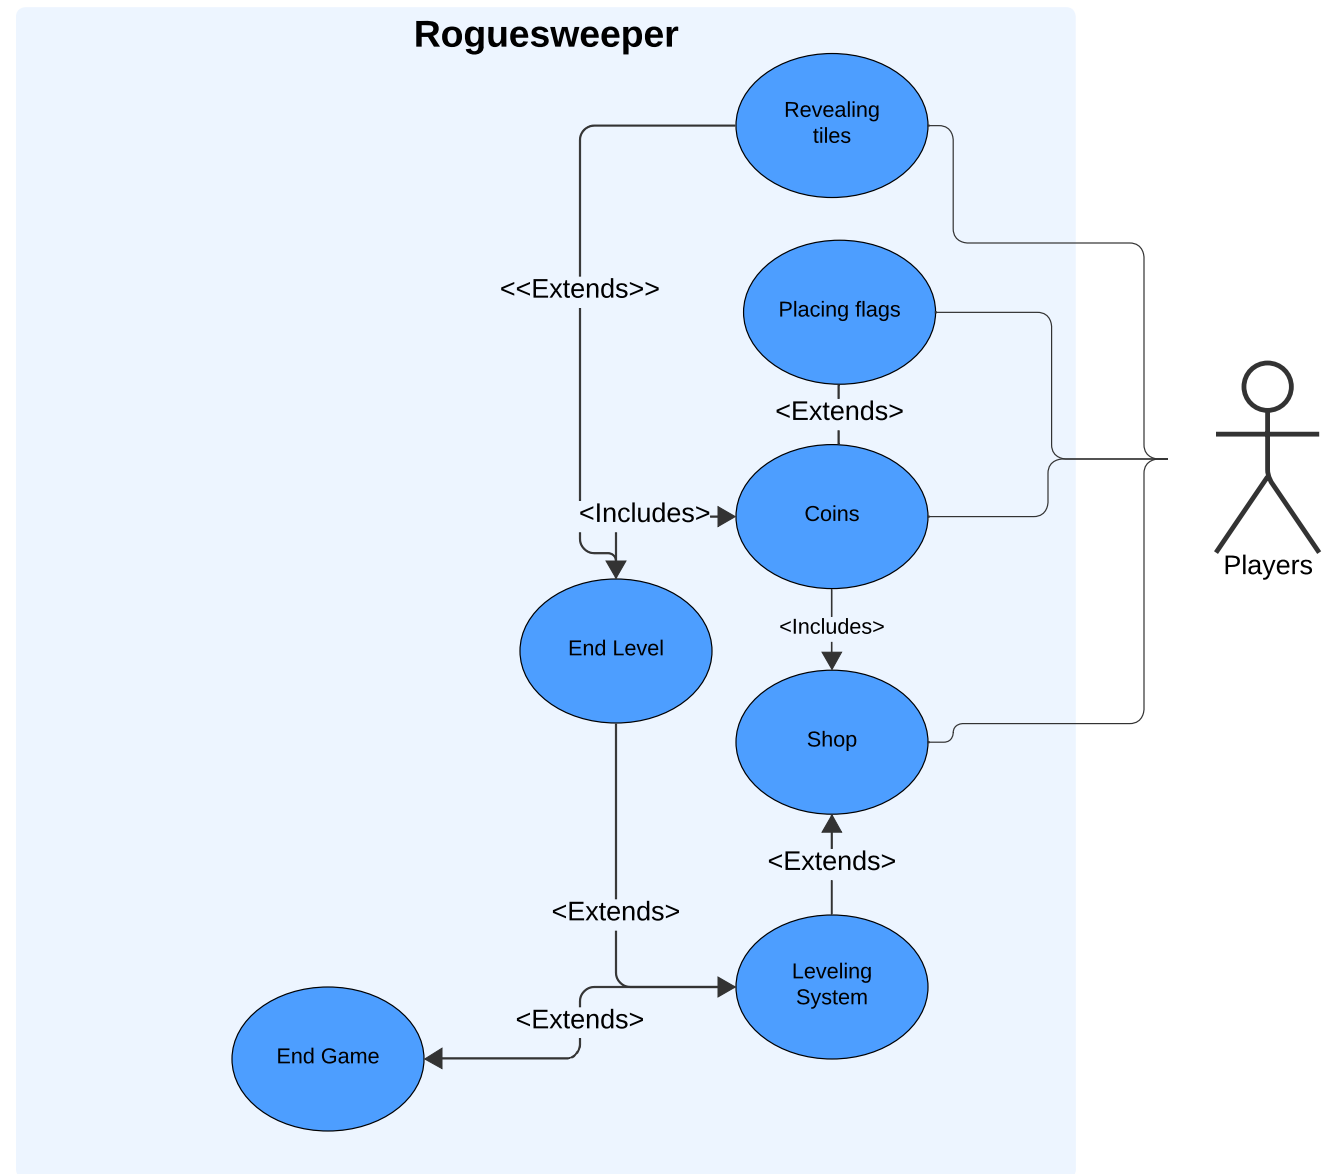 Roguesweeper
Revealing
tiles
<<Extends>>
Placing flags
<Extends>
<Includes>
Coins
Players
<Includes>
End Level
Shop
<Extends>
<Extends>
Leveling
System
<Extends>
End Game